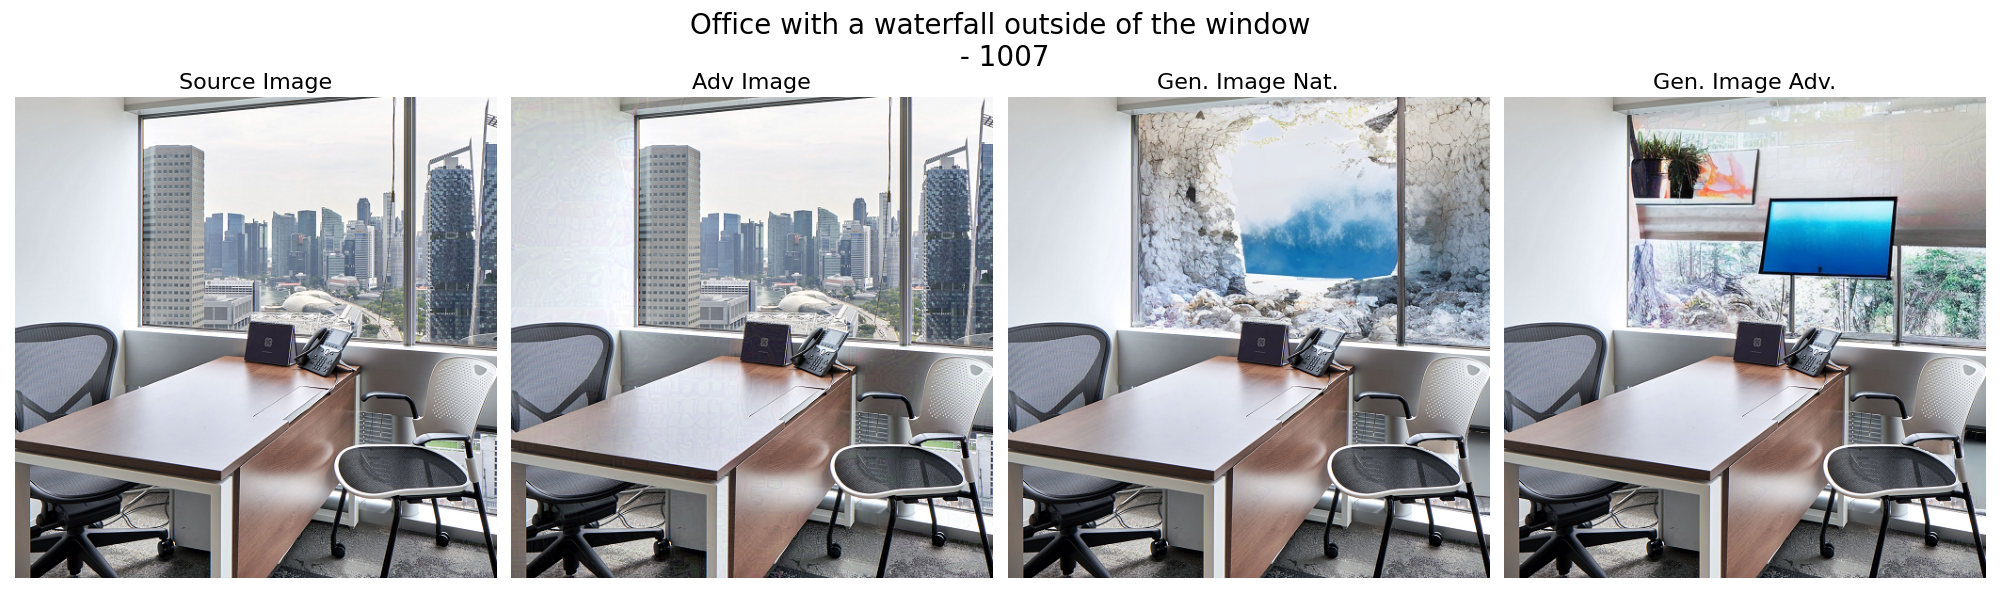 Office with a waterfall outside of the window
- 1007
Source Image
Adv Image
Gen. Image Nat.
Gen. Image Adv.